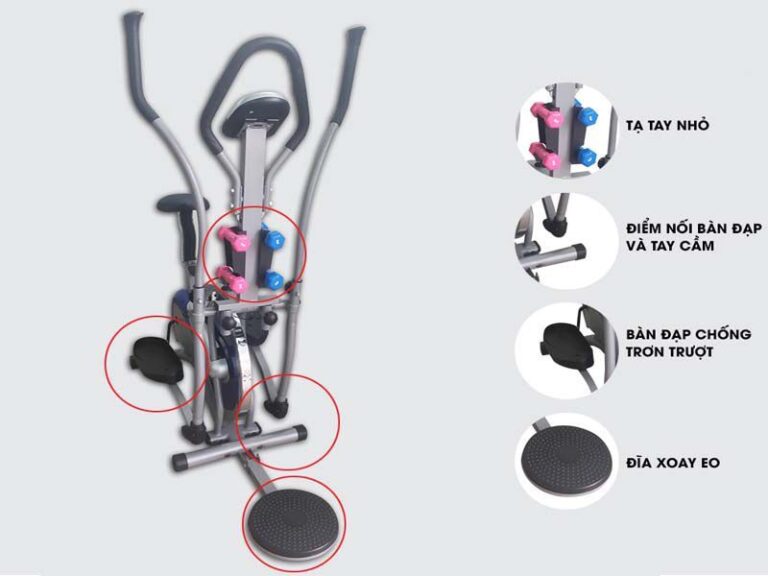 TẠ TAY NHỎ
ĐIỂM NỐI BÀN ĐẠP
VÀ TAY CẦM
BÀN ĐẠP CHỐNG
TRƠN TRƯỢT
ĐĨA XOAY EO